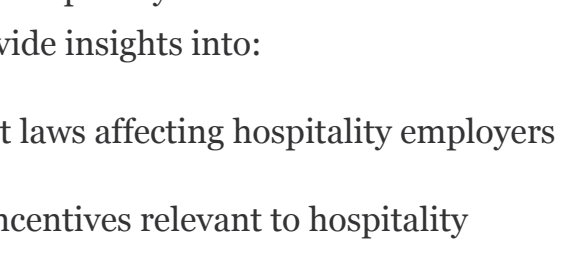 vide insights into:
t laws affecting hospitality employers
ncentives relevant to hospitality